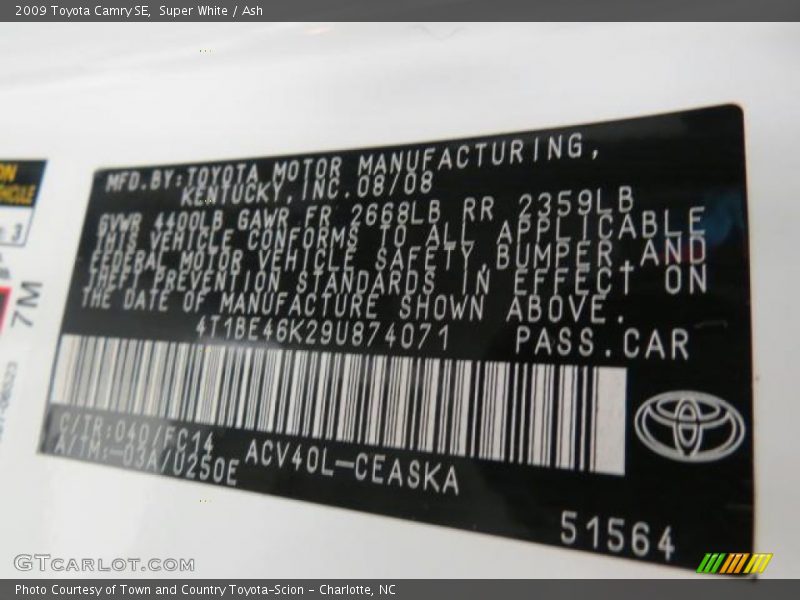 2009 Toyota Camry SE, Super White / Ash
MFD.BY:TOYOTA MOTOR MANUFACTURING,
KENTUCKY,INC.08/08
GVWR 4400LB GAWR FR 2668LB RR 2359LB
THIS VEHICLE CONFORMS TO ALL APPLICABLE
FEDERAL MOTOR VEHICLE SAFETY,BUMPER AND
THEFT PREVENTION STANDARDS IN EFFECT ON
THE DATE OF MANUFACTURE SHOWN ABOVE.
4T1BE46K29U874071 PASS.CAR
C/TR:040/FC14
A/TM:-03A/U250E
ACV40L-CEASKA
51564
7M
GTcarlot.com
Photo Courtesy of Town and Country Toyota-Scion - Charlotte, NC